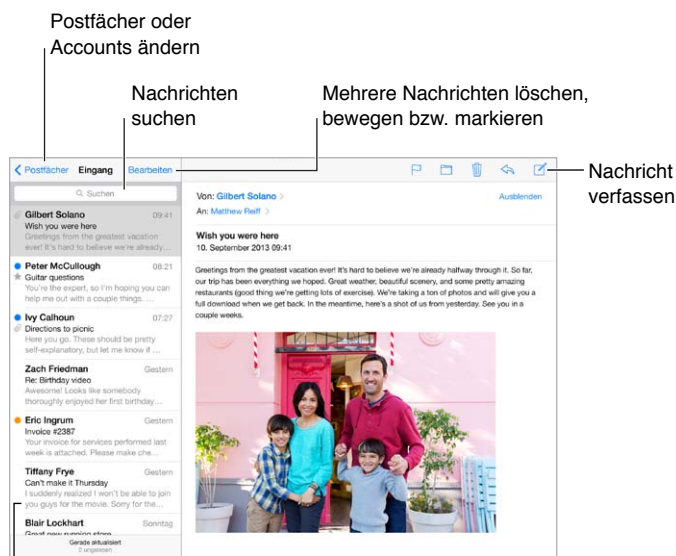 Postfächer oder
Accounts ändern
Nachrichten
suchen
Mehrere Nachrichten löschen,
bewegen bzw. markieren
Nachricht
verfassen
Postfächer Eingang Bearbeiten
Suchen
Gilbert Solano 09:41
Wish you were here
Greetings from the greatest vacation
ever! It's hard to believe we're already…
Peter McCullough 08:21
Guitar questions
You're the expert, so I'm hoping you can
help me out with a couple things. …
Ivy Calhoun 07:27
Directions to picnic
Here you go. These should be pretty
self-explanatory, but let me know if …
Zach Friedman Gestern
Re: Birthday video
Awesome! Looks like somebody
thoroughly enjoyed her first birthday…
Eric Ingrum Gestern
Invoice #2387
Your invoice for services performed last
week is attached. Please make che…
Tiffany Frye Gestern
Can't make it Thursday
I suddenly realized I won't be able to join
you guys for the movie. Sorry for the…
Blair Lockhart Sonntag
Great new running store
Gerade aktualisiert
0 ungelesen
Von: Gilbert Solano
Ausblenden
An: Matthew Reiff
Wish you were here
10. September 2013 09:41
Greetings from the greatest vacation ever! It's hard to believe we're already halfway through it. So far,
our trip has been everything we hoped. Great weather, beautiful scenery, and some pretty amazing
restaurants (good thing we're getting lots of exercise). We're taking a ton of photos and will give you a
full download when we get back. In the meantime, here's a shot of us from yesterday. See you in a
couple weeks.